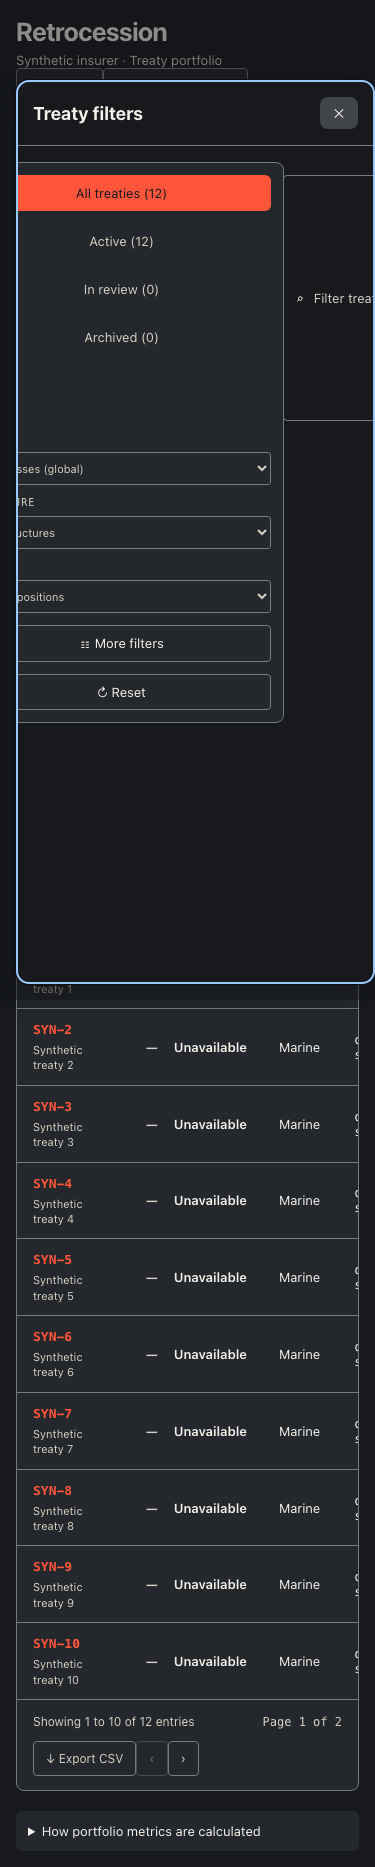 Retrocession
Synthetic insurer · Treaty portfolio
Treaty filters
×
All treaties (12)
Active (12)
In review (0)
Archived (0)
⌕ Filter
(global)
More filters
↻ Reset
treaty 1
SYN-2
Synthetic
treaty 2
— Unavailable Marine
SYN-3
Synthetic
treaty 3
— Unavailable Marine
SYN-4
Synthetic
treaty 4
— Unavailable Marine
SYN-5
Synthetic
treaty 5
— Unavailable Marine
SYN-6
Synthetic
treaty 6
— Unavailable Marine
SYN-7
Synthetic
treaty 7
— Unavailable Marine
SYN-8
Synthetic
treaty 8
— Unavailable Marine
SYN-9
Synthetic
treaty 9
— Unavailable Marine
SYN-10
Synthetic
treaty 10
— Unavailable Marine
Showing 1 to 10 of 12 entries
Page 1 of 2
↓ Export CSV ‹ ›
▶ How portfolio metrics are calculated